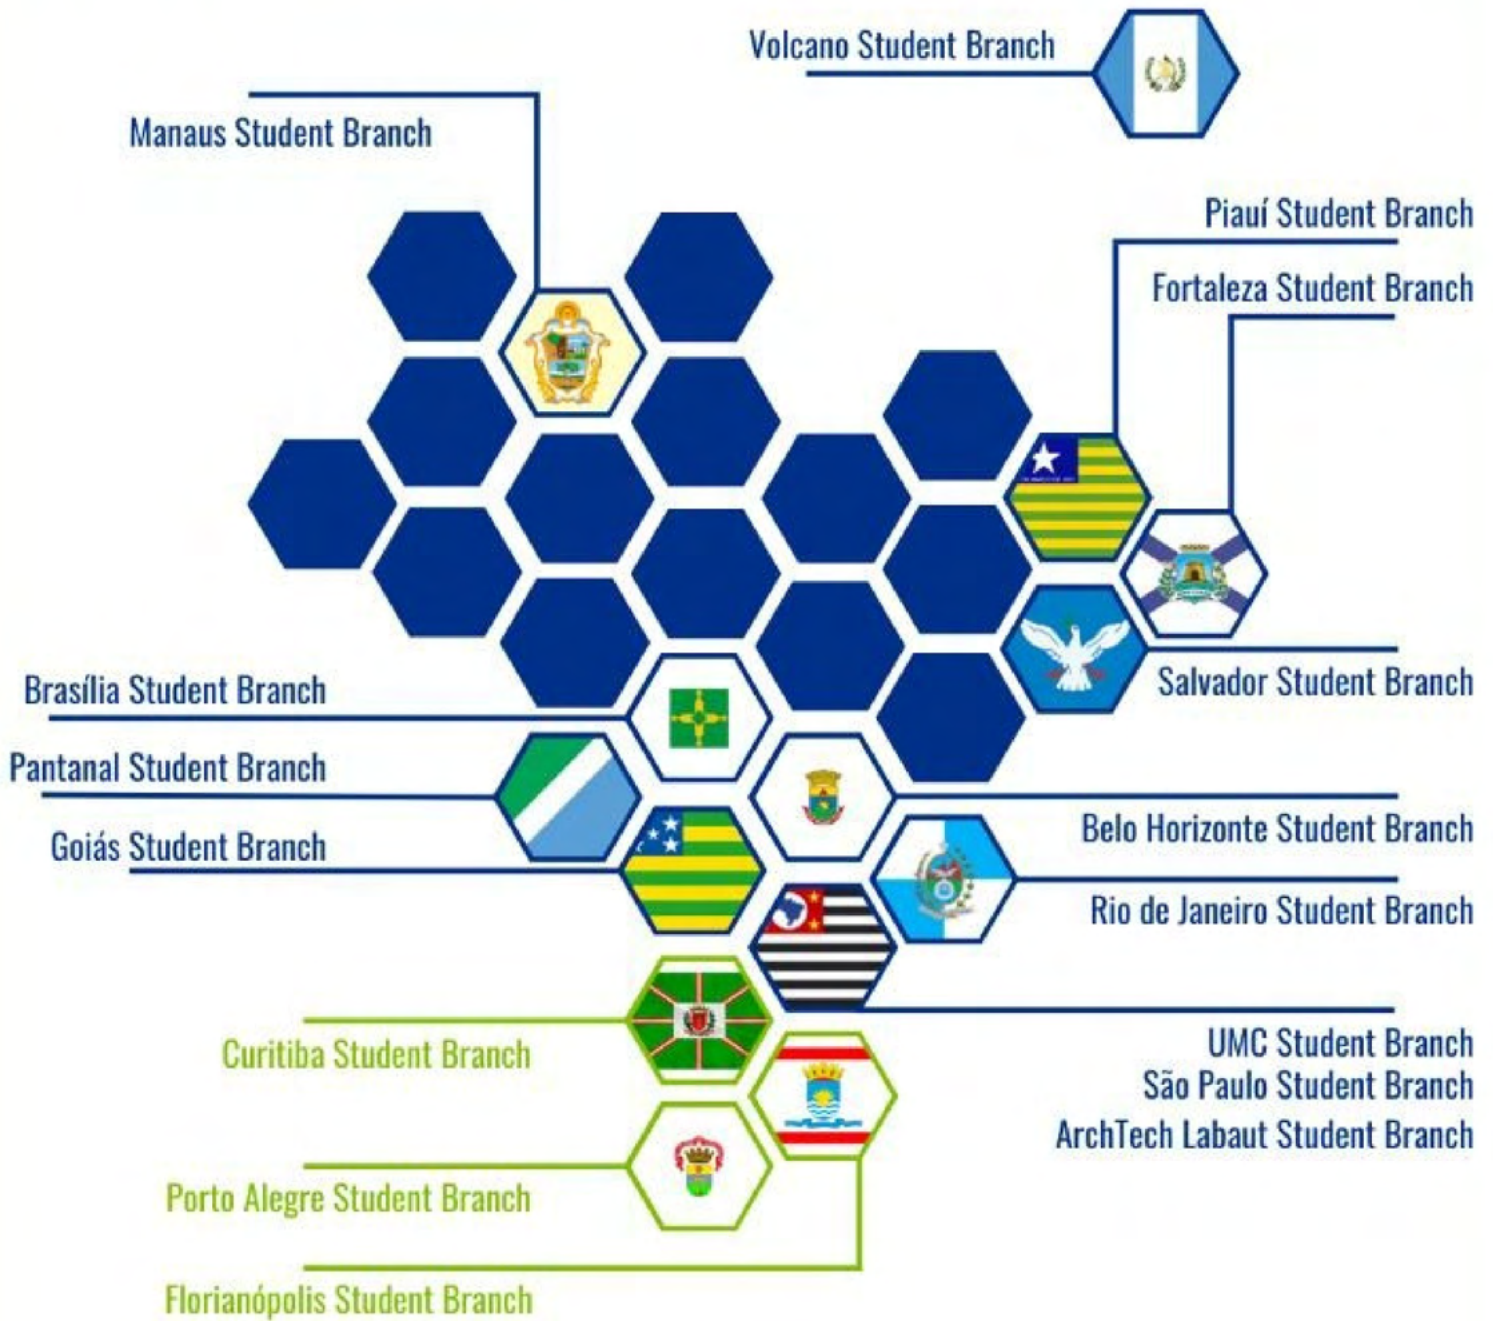 Volcano Student Branch
Manaus Student Branch
Piauí Student Branch
Fortaleza Student Branch
Salvador Student Branch
Brasília Student Branch
Pantanal Student Branch
Goiás Student Branch
Belo Horizonte Student Branch
Rio de Janeiro Student Branch
UMC Student Branch
São Paulo Student Branch
ArchTech Labaut Student Branch
Curitiba Student Branch
Porto Alegre Student Branch
Florianópolis Student Branch